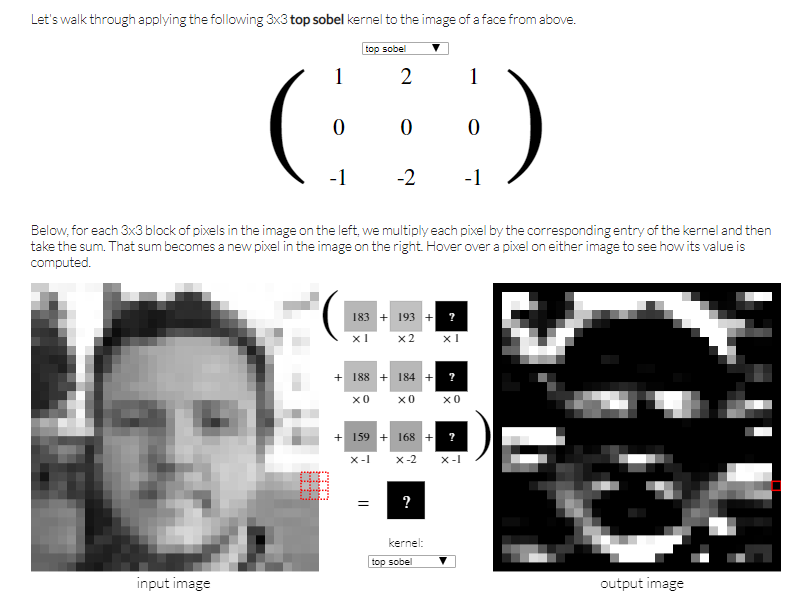 Let's walk through applying the following 3x3 top sobel kernel to the image of a face from above.
top sobel
1 2 1
0 0 0
-1 -2 -1
Below, for each 3x3 block of pixels in the image on the left, we multiply each pixel by the corresponding entry of the kernel and then
take the sum. That sum becomes a new pixel in the image on the right. Hover over a pixel on either image to see how its value is
computed.
( 183 + 193 + ?
x 1 x 2 x 1
+ 188 + 184 + ?
x 0 x 0 x 0
+ 159 + 168 + ? )
x -1 x -2 x -1
= ?
kernel:
top sobel
input image
output image